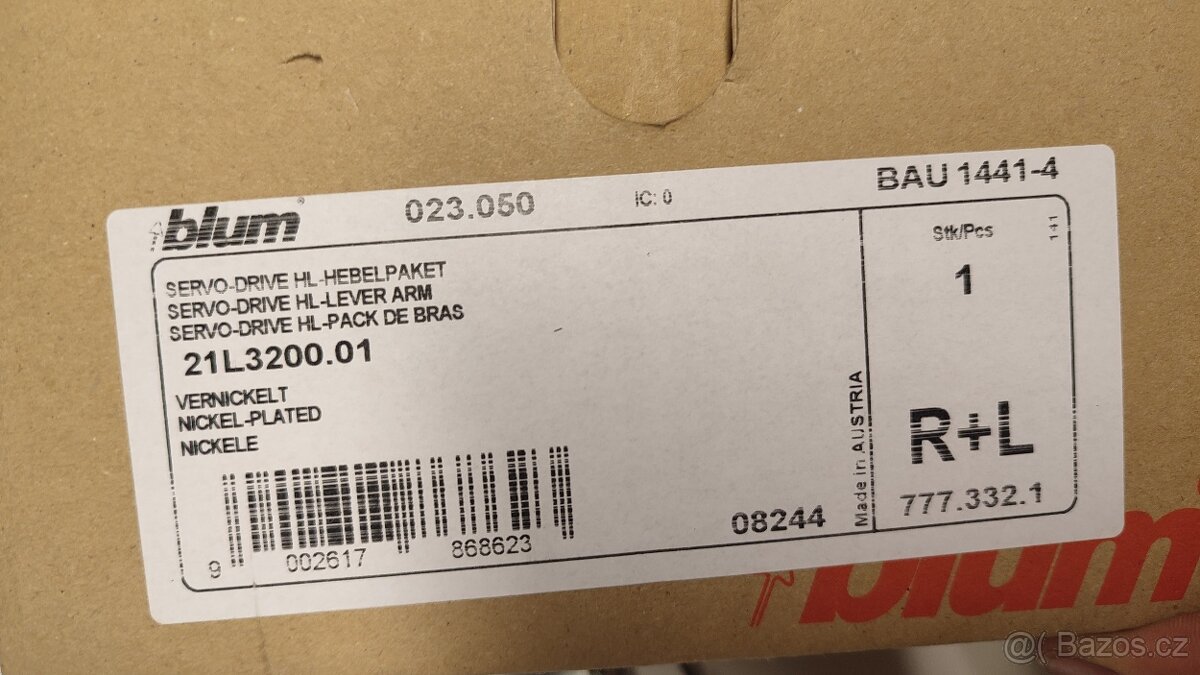 blum®
023.050
IC: 0
BAU 1441-4
SERVO-DRIVE HL-HEBELPAKET
SERVO-DRIVE HL-LEVER ARM
SERVO-DRIVE HL-PACK DE BRAS
21L3200.01
VERNICKELT
NICKEL-PLATED
NICKELE
9 002617 868623
08244
Made in AUSTRIA
Stk/Pcs
141
1
R+L
777.332.1
blum
@( Bazos.cz